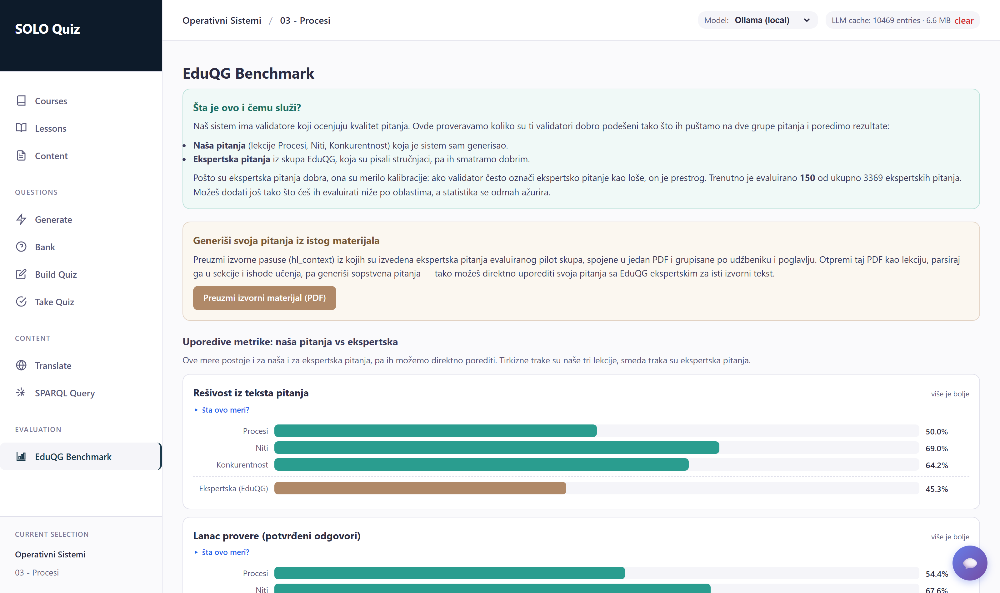 SOLO Quiz
Courses
Lessons
Content
QUESTIONS
Generate
Bank
Build Quiz
Take Quiz
CONTENT
Translate
SPARQL Query
EVALUATION
EduQG Benchmark
CURRENT SELECTION
Operativni Sistemi
03 - Procesi
Operativni Sistemi / 03 - Procesi
Model: Ollama (local)
LLM cache: 10469 entries · 6.6 MB clear
EduQG Benchmark
Šta je ovo i čemu služi?
Naš sistem ima validatore koji ocenjuju kvalitet pitanja. Ovde proveravamo koliko su ti validatori dobro podešeni tako što ih puštamo na dve grupe pitanja i poredimo rezultate:
• Naša pitanja (lekcije Procesi, Niti, Konkurentnost) koja je sistem sam generisao.
• Ekspertska pitanja iz skupa EduQG, koja su pisali stručnjaci, pa ih smatramo dobrim.
Pošto su ekspertska pitanja dobra, ona su merilo kalibracije: ako validator često označi ekspertsko pitanje kao loše, on je prestrog. Trenutno je evaluirano 150 od ukupno 3369 ekspertskih pitanja.
Možeš dodati još tako što ćeš ih evaluirati niže po oblastima, a statistika se odmah ažurira.
Generiši svoja pitanja iz istog materijala
Preuzmi izvorne pasuse (hl_context) iz kojih su izvedena ekspertska pitanja evaluiranog pilot skupa, spojene u jedan PDF i grupisane po udžbeniku i poglavlju. Otpremi taj PDF kao lekciju, parsiraj
ga u sekcije i ishode učenja, pa generiši sopstvena pitanja — tako možeš direktno uporediti svoja pitanja sa EduQG ekspertskim za isti izvorni tekst.
Preuzmi izvorni materijal (PDF)
Uporedive metrike: naša pitanja vs ekspertska
Ove mere postoje i za naša i za ekspertska pitanja, pa ih možemo direktno porediti. Tirkizne trake su naše tri lekcije, smeđa traka su ekspertska pitanja.
Rešivost iz teksta pitanja
više je bolje
▸ šta ovo meri?
Procesi 50.0%
Niti 69.0%
Konkurentnost 64.2%
Ekspertska (EduQG) 45.3%
Lanac provere (potvrđeni odgovori)
više je bolje
▸ šta ovo meri?
Procesi 54.4%
Niti 67.6%